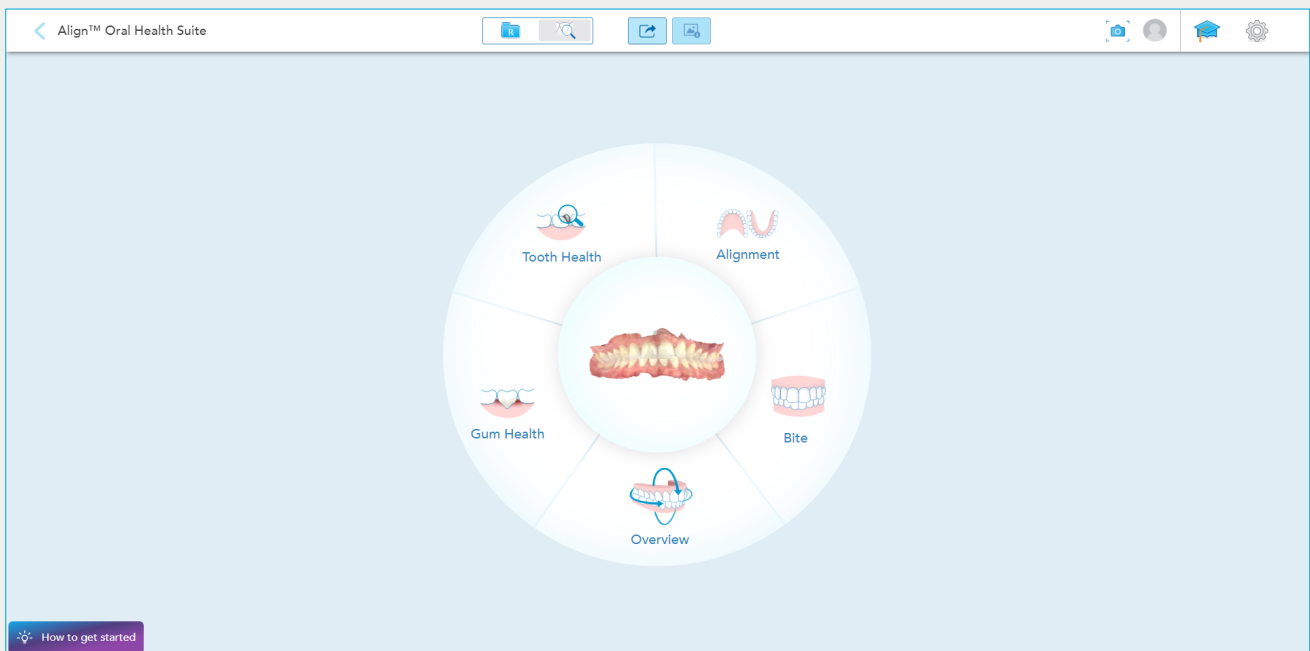 Align™ Oral Health Suite
R
Tooth Health
Alignment
Gum Health
Bite
Overview
How to get started